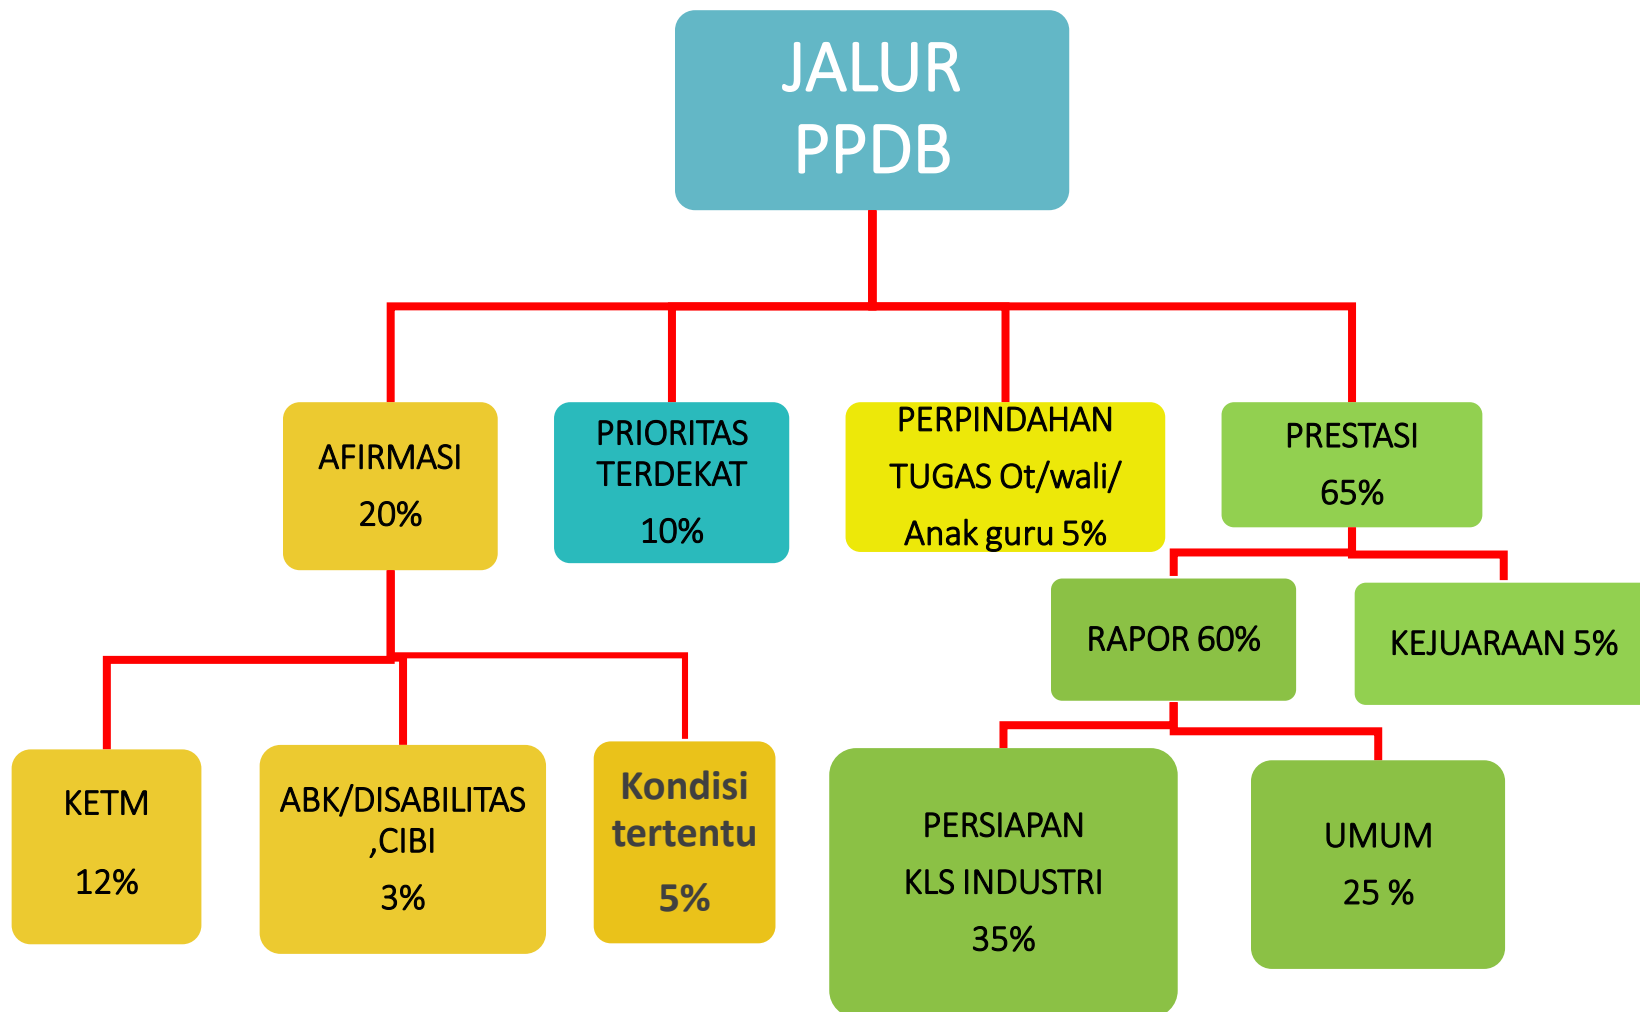 JALUR
PPDB
AFIRMASI
20%
PRIORITAS
TERDEKAT
10%
PERPINDAHAN
TUGAS Ot/wali/
Anak guru 5%
PRESTASI
65%
RAPOR 60%
KEJUARAAN 5%
KETM
12%
ABK/DISABILITAS
,CIBI
3%
Kondisi
tertentu
5%
PERSIAPAN
KLS INDUSTRI
35%
UMUM
25 %